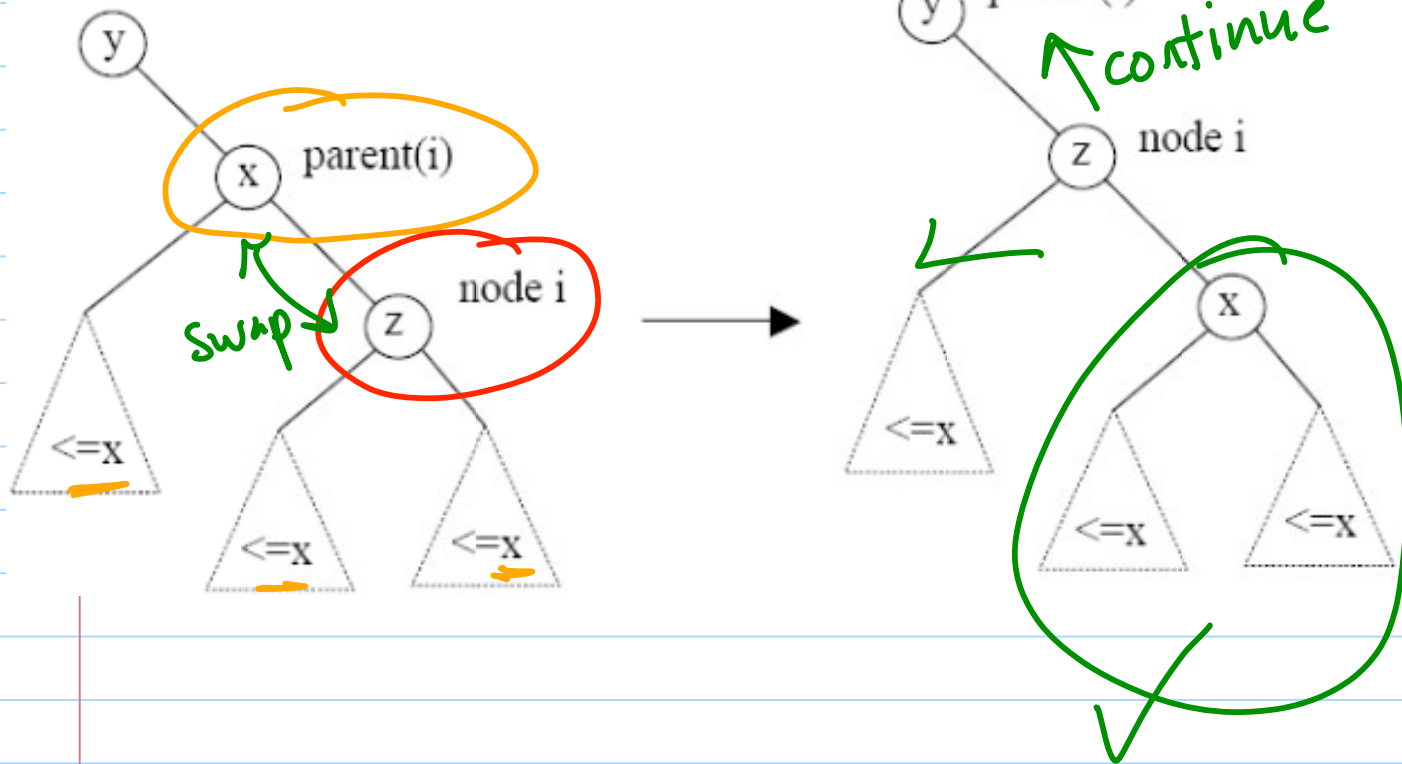 y
x parent(i)
swap
z node i
<=x
<=x
<=x
y
continue
z node i
x
<=x
<=x
<=x